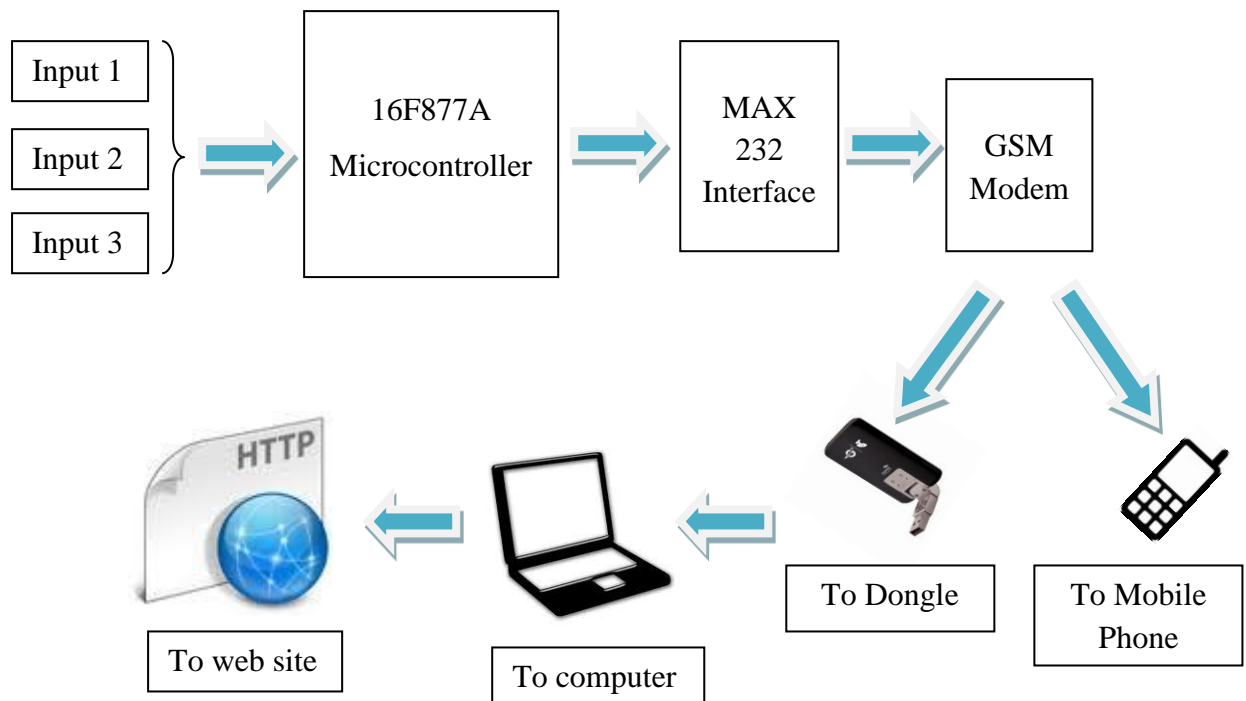 Input 1
Input 2
Input 3
16F877A
Microcontroller
MAX
232
Interface
GSM
Modem
HTTP
To Dongle
To Mobile
Phone
To web site
To computer